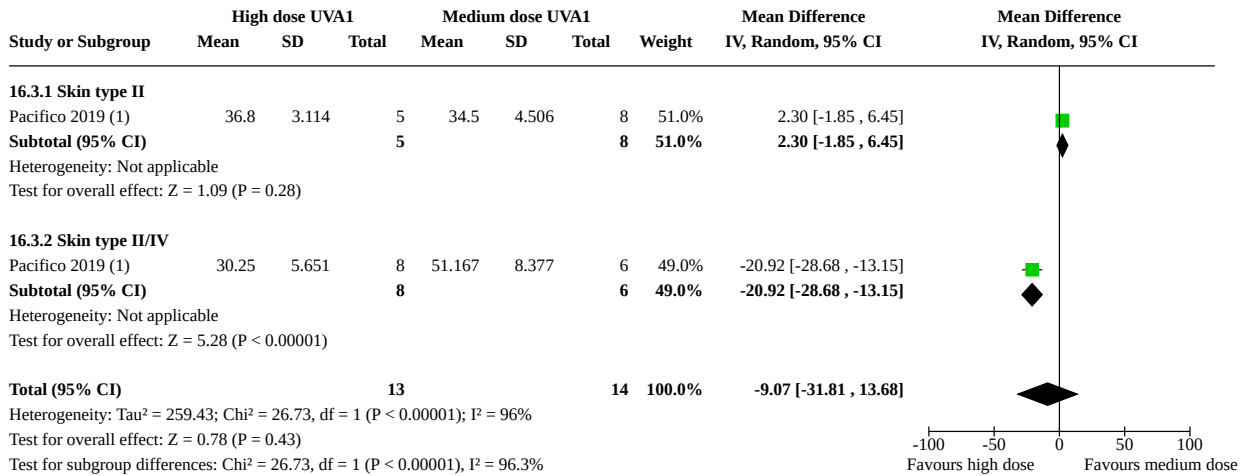 High dose UVA1 Medium dose UVA1 Mean Difference Mean Difference
Study or Subgroup Mean SD Total Mean SD Total Weight IV, Random, 95% CI IV, Random, 95% CI
16.3.1 Skin type II
Pacifico 2019 (1) 36.8 3.114 5 34.5 4.506 8 51.0% 2.30 [-1.85 , 6.45]
Subtotal (95% CI) 5 8 51.0% 2.30 [-1.85 , 6.45]
Heterogeneity: Not applicable
Test for overall effect: Z = 1.09 (P = 0.28)
16.3.2 Skin type II/IV
Pacifico 2019 (1) 30.25 5.651 8 51.167 8.377 6 49.0% -20.92 [-28.68 , -13.15]
Subtotal (95% CI) 8 6 49.0% -20.92 [-28.68 , -13.15]
Heterogeneity: Not applicable
Test for overall effect: Z = 5.28 (P < 0.00001)
Total (95% CI) 13 14 100.0% -9.07 [-31.81 , 13.68]
Heterogeneity: Tau² = 259.43; Chi² = 26.73, df = 1 (P < 0.00001); I² = 96%
Test for overall effect: Z = 0.78 (P = 0.43) -100 -50 0 50 100
Test for subgroup differences: Chi² = 26.73, df = 1 (P < 0.00001), I² = 96.3% Favours high dose Favours medium dose